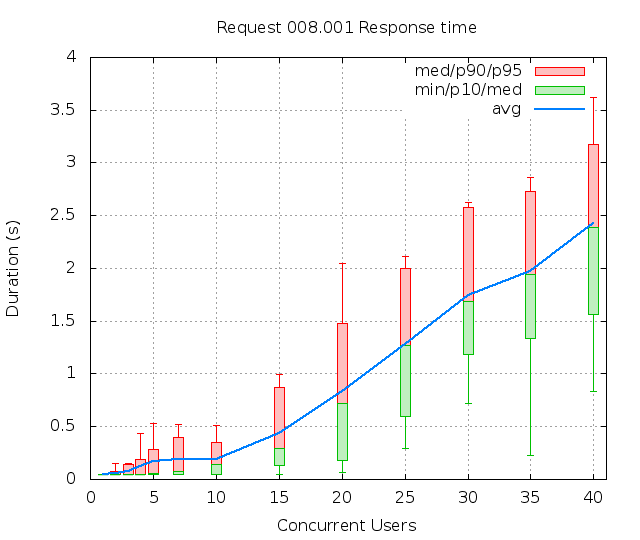 Request 008.001 Response time
med/p90/p95
min/p10/med
avg
4
3.5
3
2.5
2
1.5
1
0.5
0
Duration (s)
0 5 10 15 20 25 30 35 40
Concurrent Users